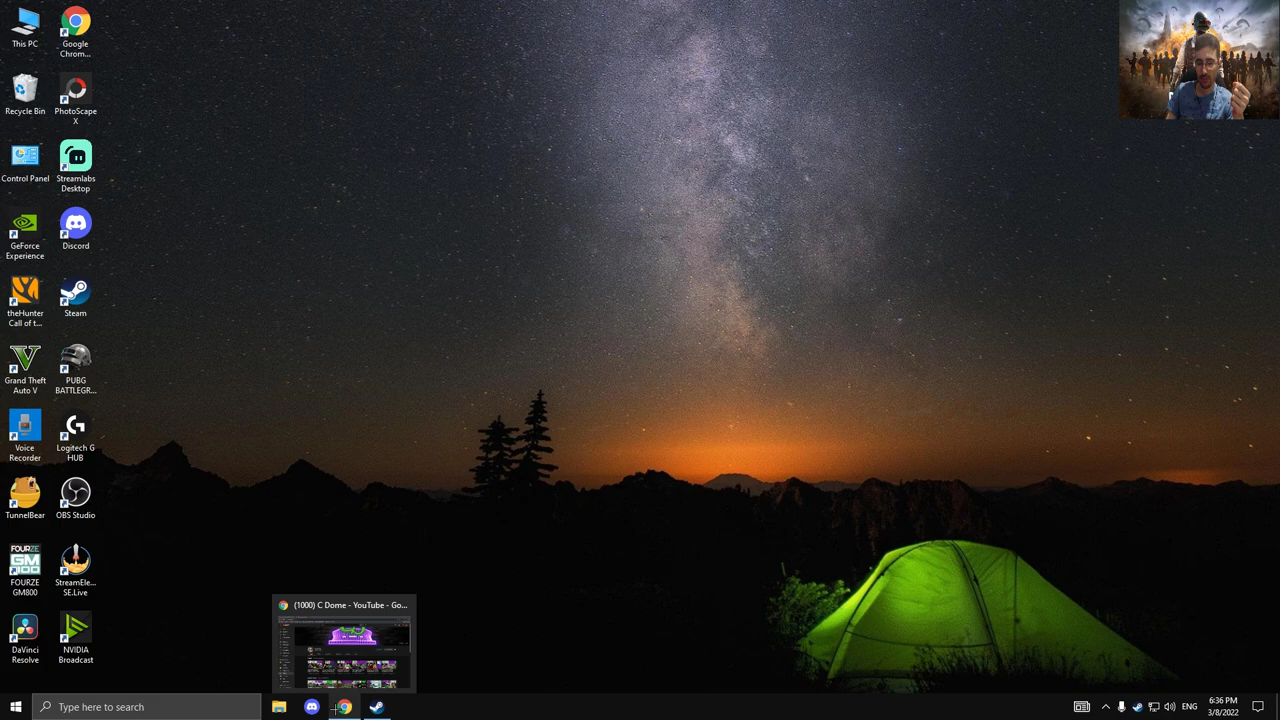 This PC
Google
Chrom...
Recycle Bin
PhotoScape
X
Control Panel
Streamlabs
Desktop
GeForce
Experience
Discord
theHunter
Call of t...
Steam
Grand Theft
Auto V
PUBG
BATTLEGR...
Voice
Recorder
Logitech G
HUB
TunnelBear
OBS Studio
FOURZE
GM800
FOURZE
GM800
StreamEle...
SE.Live
DaVinci
Resolve
NVIDIA
Broadcast
(1000) C Dome - YouTube - Go...
Type here to search
ENG
6:36 PM
3/8/2022